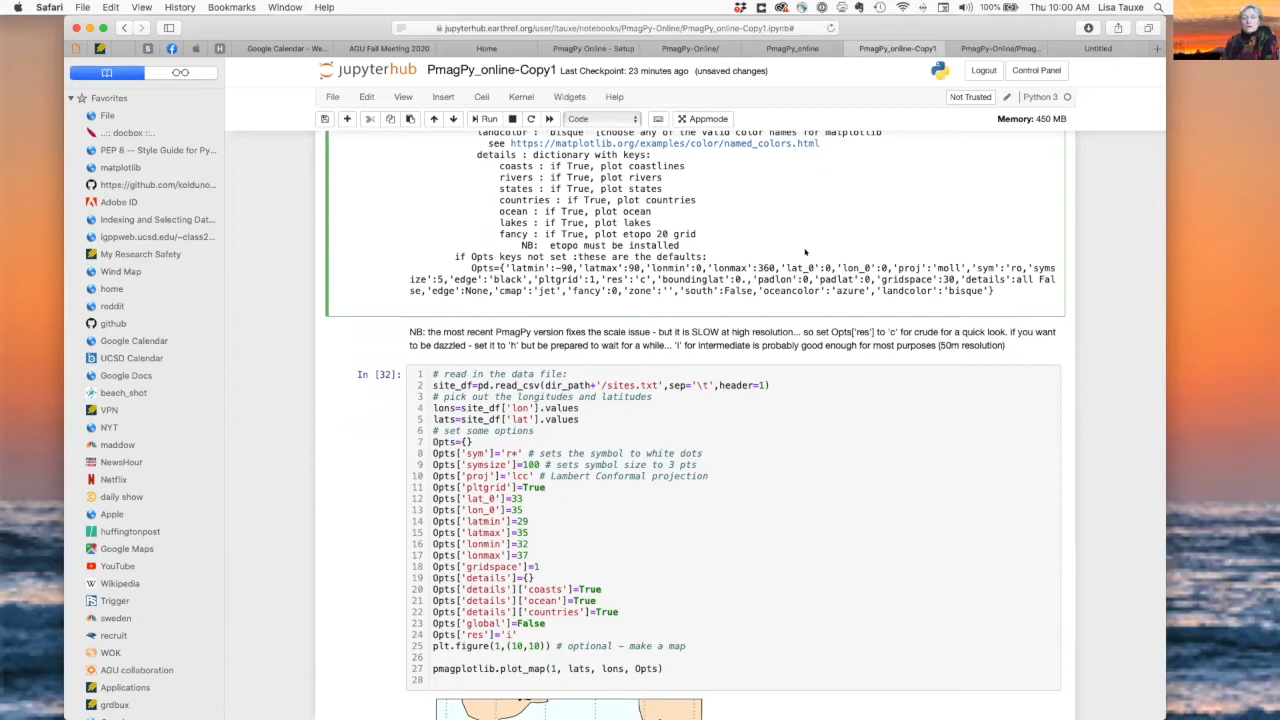 Safari File Edit View History Bookmarks Window Help 100% Thu 10:00 AM Lisa Tauxe
jupyterhub.earthref.org/user/ltauxe/notebooks/PmagPy-Online/PmagPy_online-Copy1.ipynb#
Google Calendar - We... AGU Fall Meeting 2020 Home PmagPy Online - Setup PmagPy-Online/ PmagPy_online PmagPy_online-Copy1 PmagPy-Online/Pmag... Untitled
jupyterhub PmagPy_online-Copy1 Last Checkpoint: 23 minutes ago (unsaved changes) Logout Control Panel
File Edit View Insert Cell Kernel Widgets Help Not Trusted Python 3
Run Code Appmode Memory: 450 MB
Favorites
File
..:: docbox ::..
PEP 8 -- Style Guide for Py...
matplotlib
https://github.com/kolduno...
Adobe ID
Indexing and Selecting Dat...
igppweb.ucsd.edu/~class2...
My Research Safety
Wind Map
home
reddit
github
Google Calendar
UCSD Calendar
Google Docs
beach_shot
VPN
NYT
maddow
NewsHour
Netflix
daily show
Apple
huffingtonpost
Google Maps
YouTube
Wikipedia
Trigger
sweden
recruit
WOK
AGU collaboration
Applications
grdbux
landcolor : 'bisque' [choose any of the valid color names for matplotlib
see https://matplotlib.org/examples/color/named_colors.html
details : dictionary with keys:
coasts : if True, plot coastlines
rivers : if True, plot rivers
states : if True, plot states
countries : if True, plot countries
ocean : if True, plot ocean
lakes : if True, plot lakes
fancy : if True, plot etopo 20 grid
NB: etopo must be installed
if Opts keys not set :these are the defaults:
Opts={'latmin':-90,'latmax':90,'lonmin':0,'lonmax':360,'lat_0':0,'lon_0':0,'proj':'moll','sym':'ro,'syms
ize':5,'edge':'black','pltgrid':1,'res':'c','boundinglat':0.,'padlon':0,'padlat':0,'gridspace':30,'details':all Fal
se,'edge':None,'cmap':'jet','fancy':0,'zone':'','south':False,'oceancolor':'azure','landcolor':'bisque'}
NB: the most recent PmagPy version fixes the scale issue - but it is SLOW at high resolution... so set Opts['res'] to 'c' for crude for a quick look. if you want
to be dazzled - set it to 'h' but be prepared to wait for a while... 'i' for intermediate is probably good enough for most purposes (50m resolution)
In [32]:
1 # read in the data file:
2 site_df=pd.read_csv(dir_path+'/sites.txt',sep='\t',header=1)
3 # pick out the longitudes and latitudes
4 lons=site_df['lon'].values
5 lats=site_df['lat'].values
6 # set some options
7 Opts={}
8 Opts['sym']='r*' # sets the symbol to white dots
9 Opts['symsize']=100 # sets symbol size to 3 pts
10 Opts['proj']='lcc' # Lambert Conformal projection
11 Opts['pltgrid']=True
12 Opts['lat_0']=33
13 Opts['lon_0']=35
14 Opts['latmin']=29
15 Opts['latmax']=35
16 Opts['lonmin']=32
17 Opts['lonmax']=37
18 Opts['gridspace']=1
19 Opts['details']={}
20 Opts['details']['coasts']=True
21 Opts['details']['ocean']=True
22 Opts['details']['countries']=True
23 Opts['global']=False
24 Opts['res']='i'
25 plt.figure(1,(10,10)) # optional - make a map
26
27 pmagplotlib.plot_map(1, lats, lons, Opts)
28